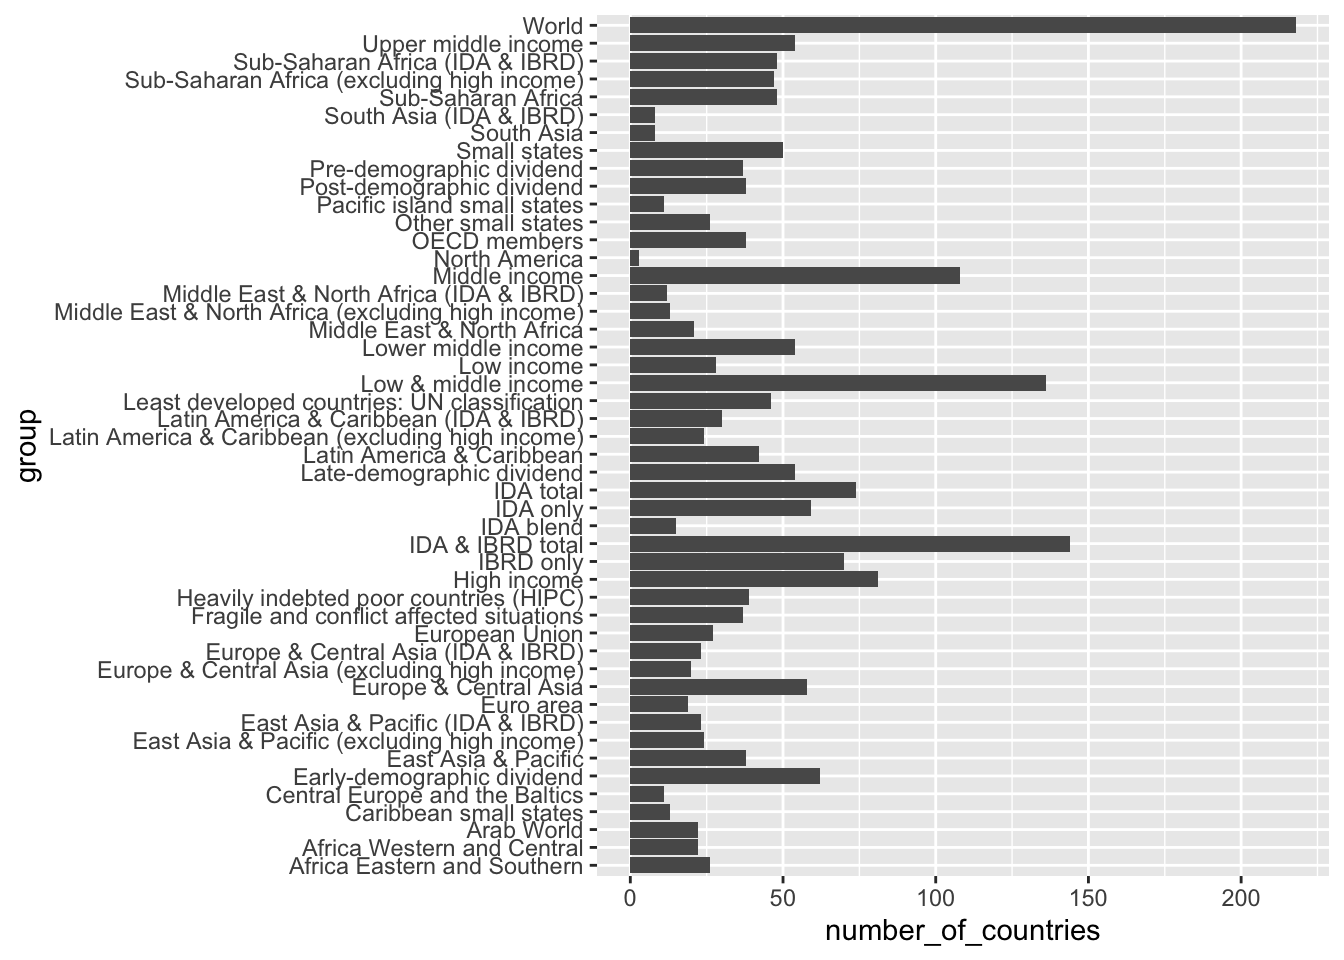 World
Upper middle income
Sub-Saharan Africa (IDA & IBRD)
Sub-Saharan Africa (excluding high income)
Sub-Saharan Africa
South Asia (IDA & IBRD)
South Asia
Small states
Pre-demographic dividend
Post-demographic dividend
Pacific island small states
Other small states
OECD members
North America
Middle income
Middle East & North Africa (IDA & IBRD)
Middle East & North Africa (excluding high income)
Middle East & North Africa
Lower middle income
Low income
Low & middle income
Least developed countries: UN classification
Latin America & Caribbean (IDA & IBRD)
Latin America & Caribbean (excluding high income)
Latin America & Caribbean
Late-demographic dividend
IDA total
IDA only
IDA blend
IDA & IBRD total
IBRD only
High income
Heavily indebted poor countries (HIPC)
Fragile and conflict affected situations
European Union
Europe & Central Asia (IDA & IBRD)
Europe & Central Asia (excluding high income)
Europe & Central Asia
Euro area
East Asia & Pacific (IDA & IBRD)
East Asia & Pacific (excluding high income)
East Asia & Pacific
Early-demographic dividend
Central Europe and the Baltics
Caribbean small states
Arab World
Africa Western and Central
Africa Eastern and Southern
group
0 50 100 150 200
number_of_countries